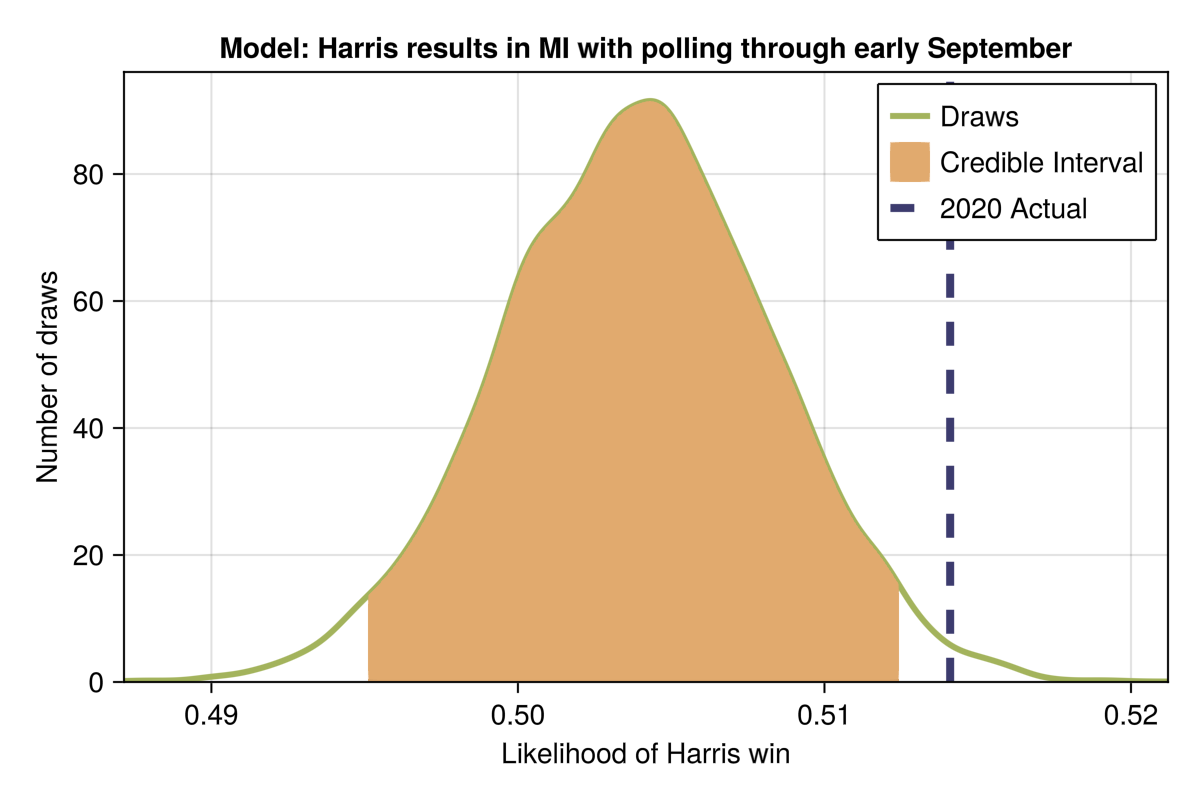 Model: Harris results in MI with polling through early September
Draws
Credible Interval
2020 Actual
Number of draws
80
60
40
20
0
0.49
0.50
0.51
0.52
Likelihood of Harris win